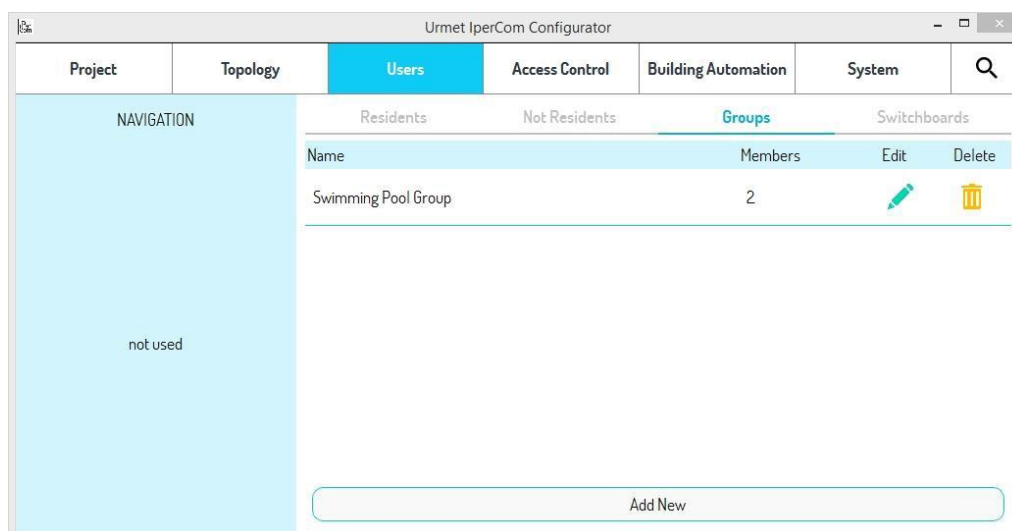 Urmet IperCom Configurator
Project Topology Users Access Control Building Automation System
NAVIGATION
Residents Not Residents Groups Switchboards
Name Members Edit Delete
Swimming Pool Group 2
not used
Add New